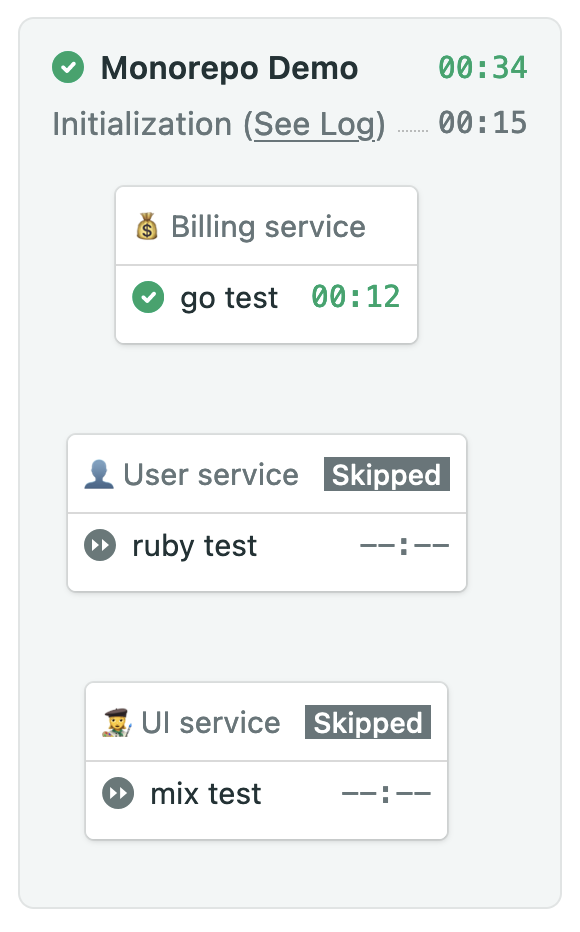 Monorepo Demo 00:34
Initialization (See Log) 00:15
Billing service
go test 00:12
User service Skipped
ruby test --:--
UI service Skipped
mix test --:--